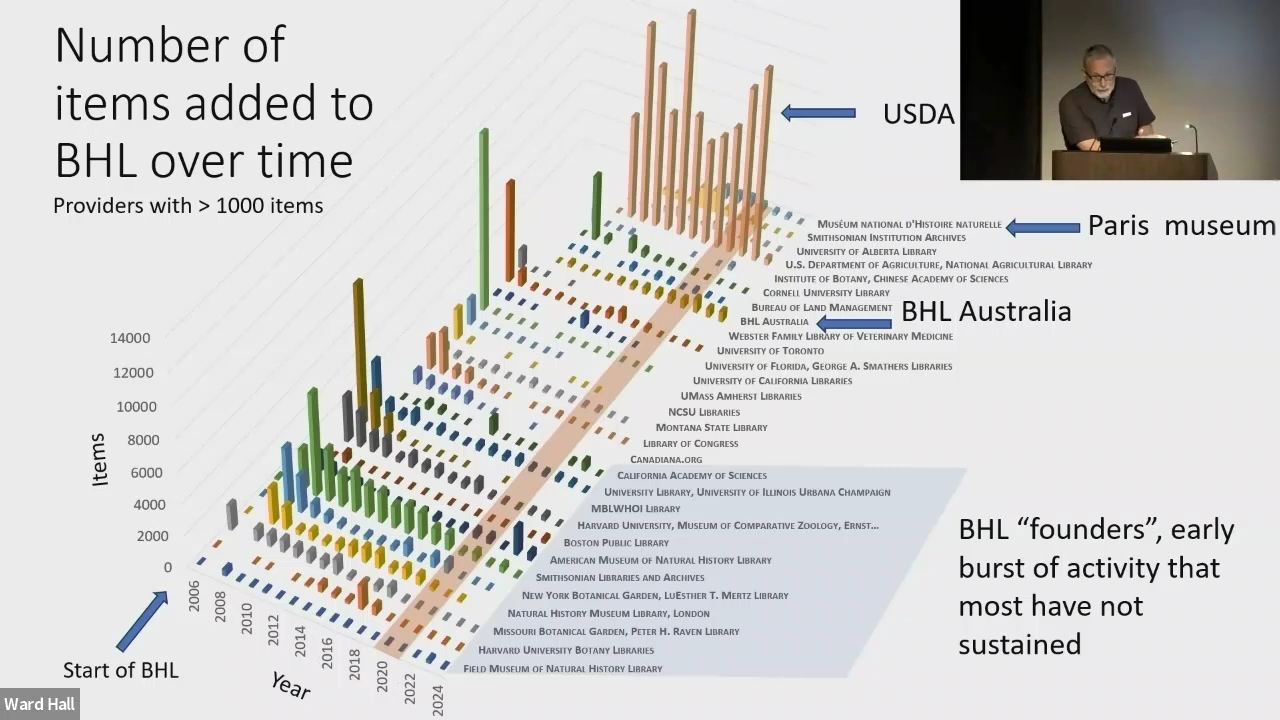 Number of
items added to
BHL over time
Providers with > 1000 items
USDA
Paris museum
BHL Australia
MUSÉUM NATIONAL D'HISTOIRE NATURELLE
SMITHSONIAN INSTITUTION ARCHIVES
UNIVERSITY OF ALBERTA LIBRARY
U.S. DEPARTMENT OF AGRICULTURE, NATIONAL AGRICULTURAL LIBRARY
INSTITUTE OF BOTANY, CHINESE ACADEMY OF SCIENCES
CORNELL UNIVERSITY LIBRARY
BUREAU OF LAND MANAGEMENT
BHL AUSTRALIA
WEBSTER FAMILY LIBRARY OF VETERINARY MEDICINE
UNIVERSITY OF TORONTO
UNIVERSITY OF FLORIDA, GEORGE A. SMATHERS LIBRARIES
UNIVERSITY OF CALIFORNIA LIBRARIES
UMASS AMHERST LIBRARIES
NCSU LIBRARIES
MONTANA STATE LIBRARY
LIBRARY OF CONGRESS
CANADIANA.ORG
CALIFORNIA ACADEMY OF SCIENCES
UNIVERSITY LIBRARY, UNIVERSITY OF ILLINOIS URBANA CHAMPAIGN
MBLWHOI LIBRARY
HARVARD UNIVERSITY, MUSEUM OF COMPARATIVE ZOOLOGY, ERNST...
BOSTON PUBLIC LIBRARY
AMERICAN MUSEUM OF NATURAL HISTORY LIBRARY
SMITHSONIAN LIBRARIES AND ARCHIVES
NEW YORK BOTANICAL GARDEN, LUESTHER T. MERTZ LIBRARY
NATURAL HISTORY MUSEUM LIBRARY, LONDON
MISSOURI BOTANICAL GARDEN, PETER H. RAVEN LIBRARY
HARVARD UNIVERSITY BOTANY LIBRARIES
FIELD MUSEUM OF NATURAL HISTORY LIBRARY
BHL “founders”, early
burst of activity that
most have not
sustained
14000
12000
10000
8000
6000
4000
2000
0
Items
2006
2008
2010
2012
2014
2016
2018
2020
2022
2024
Year
Start of BHL
Ward Hall